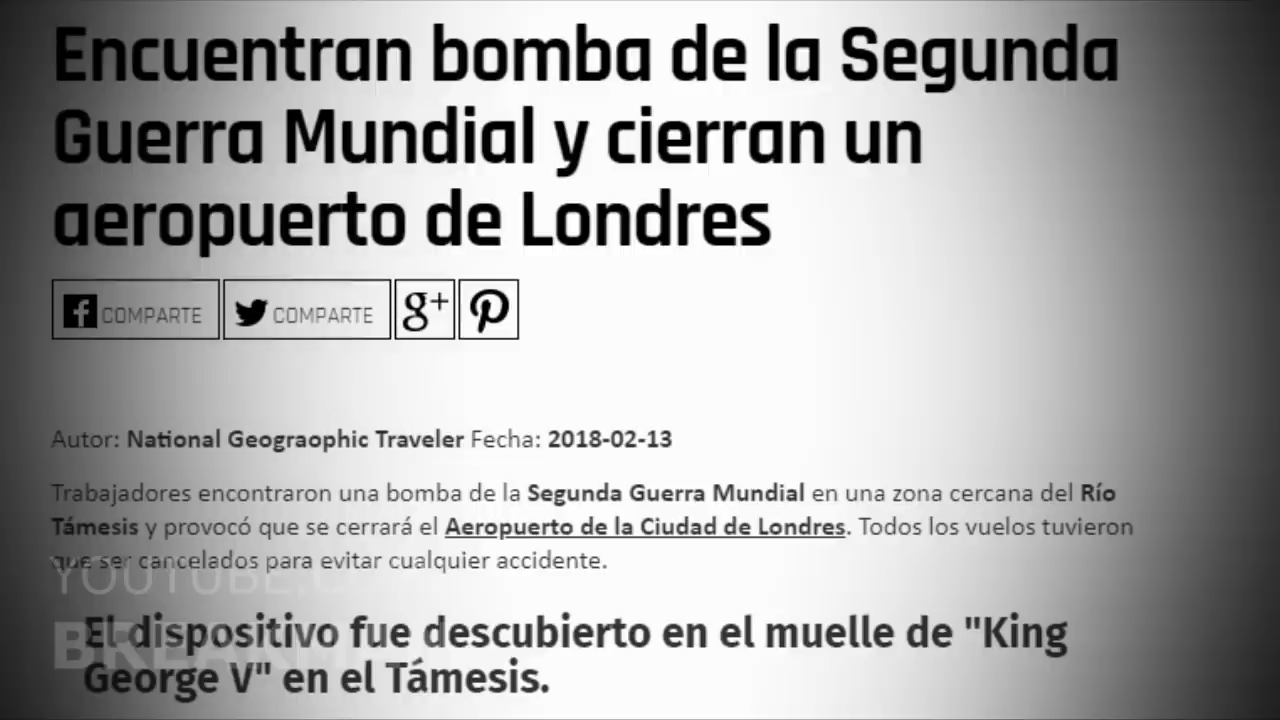 Encuentran bomba de la Segunda
Guerra Mundial y cierran un
aeropuerto de Londres
COMPARTE COMPARTE g+
Autor: National Geograophic Traveler Fecha: 2018-02-13
Trabajadores encontraron una bomba de la Segunda Guerra Mundial en una zona cercana del Río
Támesis y provocó que se cerrará el Aeropuerto de la Ciudad de Londres. Todos los vuelos tuvieron
que ser cancelados para evitar cualquier accidente.
YOUTUBE.C
El dispositivo fue descubierto en el muelle de "King
George V" en el Támesis.